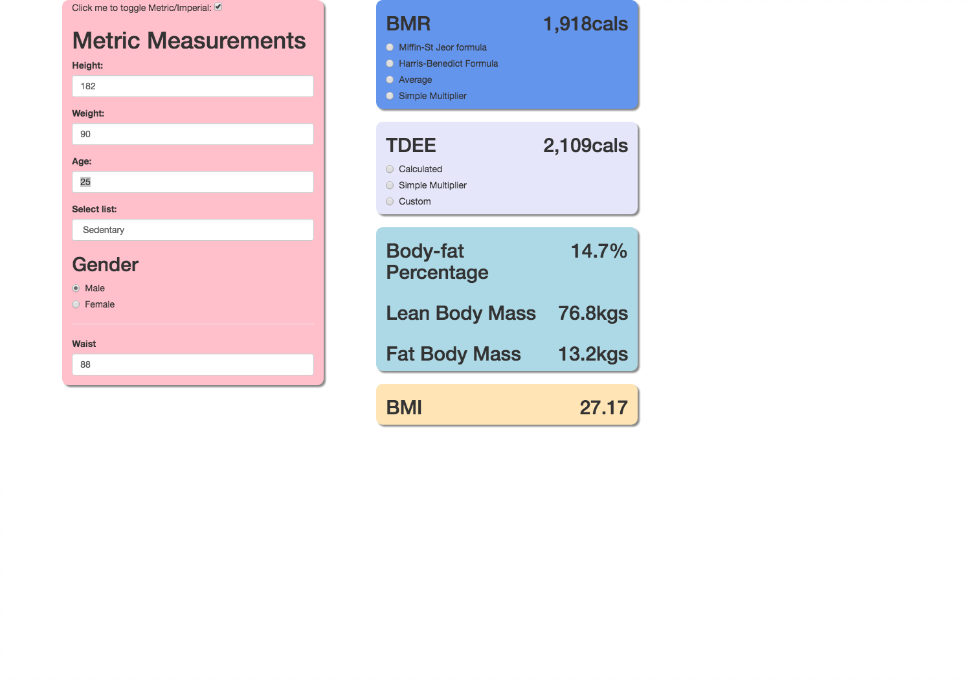 Click me to toggle Metric/Imperial:
Metric Measurements
Height:
182
Weight:
90
Age:
25
Select list:
Sedentary
Gender
Male
Female
Waist
88
BMR 1,918cals
Miffin-St Jeor formula
Harris-Benedict Formula
Average
Simple Multiplier
TDEE 2,109cals
Calculated
Simple Multiplier
Custom
Body-fat 14.7%
Percentage
Lean Body Mass 76.8kgs
Fat Body Mass 13.2kgs
BMI 27.17